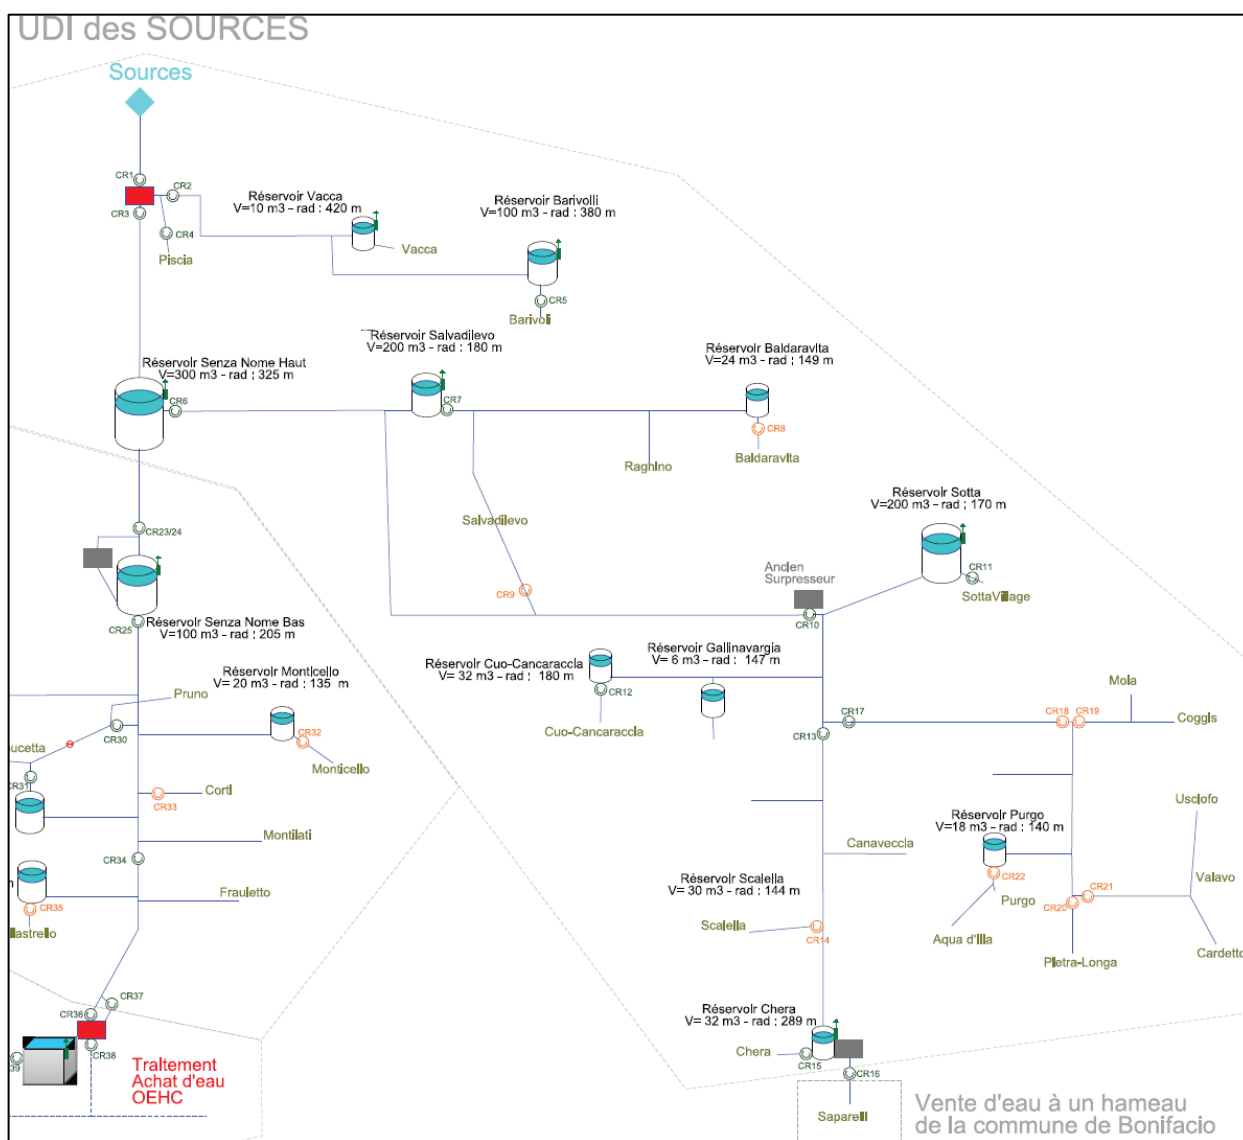 UDI des SOURCES
Sources
CR1
CR2
CR3
CR4
Piscia
Réservoir Vacca
V=10 m3 - rad : 420 m
Vacca
Réservoir Barivolli
V=100 m3 - rad : 380 m
CR5
Barivoli
Réservoir Senza Nome Haut
V=300 m3 - rad : 325 m
CR6
Réservoir Salvadilevo
V=200 m3 - rad : 180 m
CR7
Réservoir Baldaravita
V=24 m3 - rad : 149 m
CR8
Baldaravita
Raghino
Salvadilevo
CR9
Réservoir Sotta
V=200 m3 - rad : 170 m
CR11
SottaVillage
Ancien
Surpresseur
CR10
CR23/24
CR25
Réservoir Senza Nome Bas
V=100 m3 - rad : 205 m
Réservoir Cuo-Cancaraccia
V= 32 m3 - rad : 180 m
CR12
Cuo-Cancaraccia
Réservoir Gallinavargia
V= 6 m3 - rad : 147 m
Réservoir Monticello
V= 20 m3 - rad : 135 m
CR32
Monticello
Pruno
CR30
ucetta
CR31
CR33
Corti
Montilati
CR34
Frauletto
CR35
lastrello
CR13
CR17
CR18
CR19
Mola
Coggis
Usciofo
Valavo
Cardetto
Réservoir Purgo
V=18 m3 - rad : 140 m
CR22
Purgo
Aqua d'Illa
CR21
CR20
Pietra-Longa
Canaveccia
Réservoir Scalella
V= 30 m3 - rad : 144 m
Scalella
CR14
Réservoir Chera
V= 32 m3 - rad : 289 m
Chera
CR15
CR16
Saparelli
CR37
CR36
CR38
39
Traitement
Achat d'eau
OEHC
Vente d'eau à un hameau
de la commune de Bonifacio